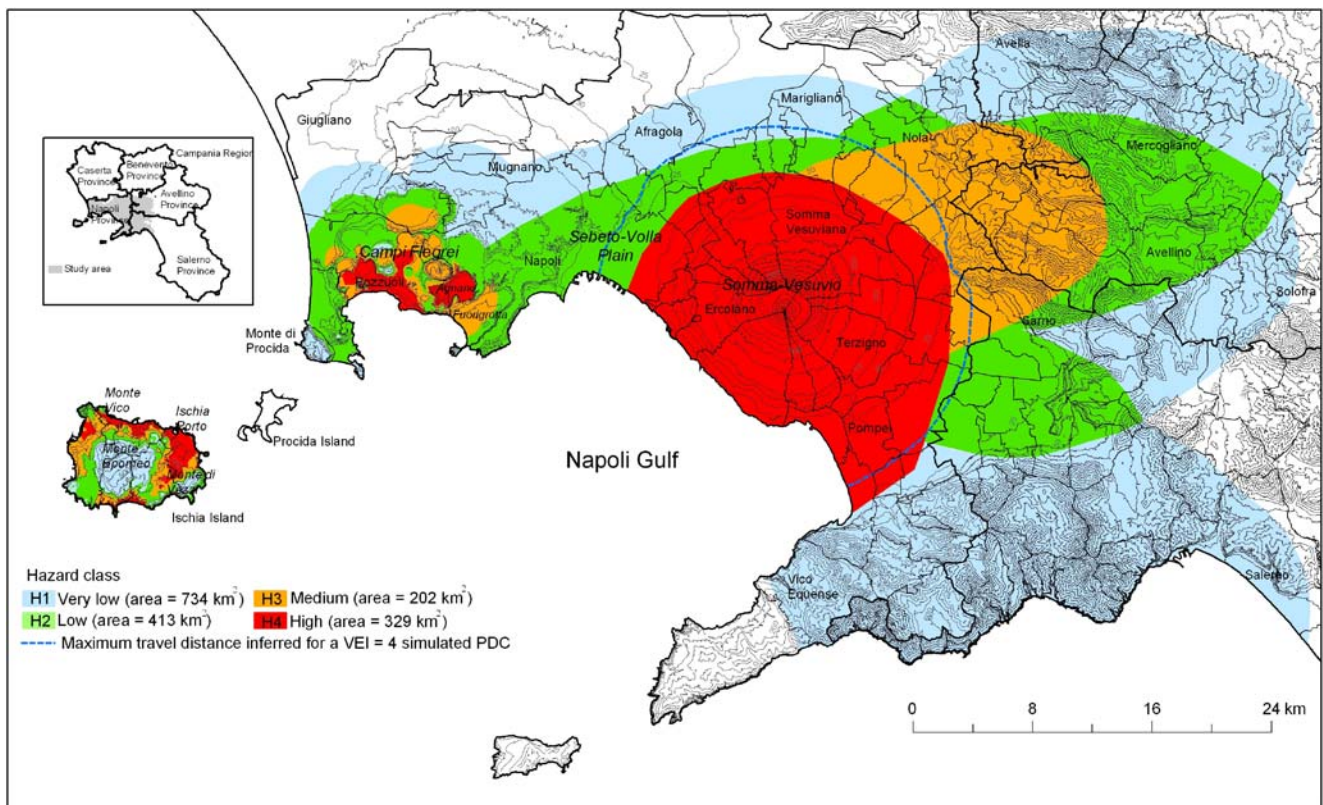 Giugliano
Mugnano
Afragola
Marigliano
Avella
Nola
Mercogliano
Campania Region
Benevento
Province
Caserta
Province
Avellino
Province
Napoli
Province
Salerno
Province
Study area
Campi Flegrei
Pozzuoli
Agnano
Fuorigrotta
Napoli
Sebeto-Volla
Plain
Somma
Vesuviana
Somma-Vesuvio
Ercolano
Terzigno
Pompei
Sarno
Avellino
Solofra
Monte di
Procida
Monte
Vico
Ischia
Porto
Monte
Epomeo
Monte di
Ischia Island
Procida Island
Napoli Gulf
Vico
Equense
Salerno
Hazard class
H1 Very low (area = 734 km²)
H3 Medium (area = 202 km²)
H2 Low (area = 413 km²)
H4 High (area = 329 km²)
Maximum travel distance inferred for a VEI = 4 simulated PDC
0 8 16 24 km